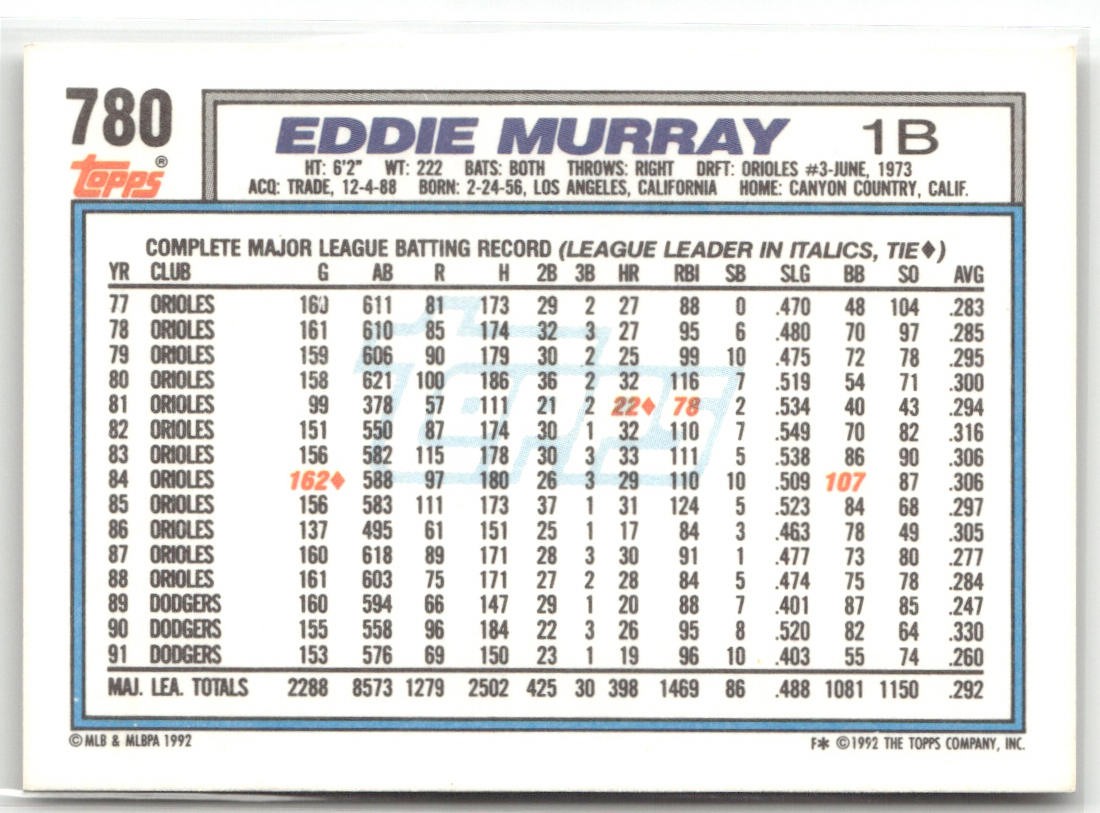 780
EDDIE MURRAY 1B
TOPPS®
HT: 6'2" WT: 222 BATS: BOTH THROWS: RIGHT DRFT: ORIOLES #3-JUNE, 1973
ACQ: TRADE, 12-4-88 BORN: 2-24-56, LOS ANGELES, CALIFORNIA HOME: CANYON COUNTRY, CALIF.
COMPLETE MAJOR LEAGUE BATTING RECORD (LEAGUE LEADER IN ITALICS, TIE♦)
YR CLUB G AB R H 2B 3B HR RBI SB SLG BB SO AVG
77 ORIOLES 160 611 81 173 29 2 27 88 0 .470 48 104 .283
78 ORIOLES 161 610 85 174 32 3 27 95 6 .480 70 97 .285
79 ORIOLES 159 606 90 179 30 2 25 99 10 .475 72 78 .295
80 ORIOLES 158 621 100 186 36 2 32 116 7 .519 54 71 .300
81 ORIOLES 99 378 57 111 21 2 22♦ 78 2 .534 40 43 .294
82 ORIOLES 151 550 87 174 30 1 32 110 7 .549 70 82 .316
83 ORIOLES 156 582 115 178 30 3 33 111 5 .538 86 90 .306
84 ORIOLES 162♦ 588 97 180 26 3 29 110 10 .509 107 87 .306
85 ORIOLES 156 583 111 173 37 1 31 124 5 .523 84 68 .297
86 ORIOLES 137 495 61 151 25 1 17 84 3 .463 78 49 .305
87 ORIOLES 160 618 89 171 28 3 30 91 1 .477 73 80 .277
88 ORIOLES 161 603 75 171 27 2 28 84 5 .474 75 78 .284
89 DODGERS 160 594 66 147 29 1 20 88 7 .401 87 85 .247
90 DODGERS 155 558 96 184 22 3 26 95 8 .520 82 64 .330
91 DODGERS 153 576 69 150 23 1 19 96 10 .403 55 74 .260
MAJ. LEA. TOTALS 2288 8573 1279 2502 425 30 398 1469 86 .488 1081 1150 .292
TOPPS
© MLB & MLBPA 1992 F* ©1992 THE TOPPS COMPANY, INC.